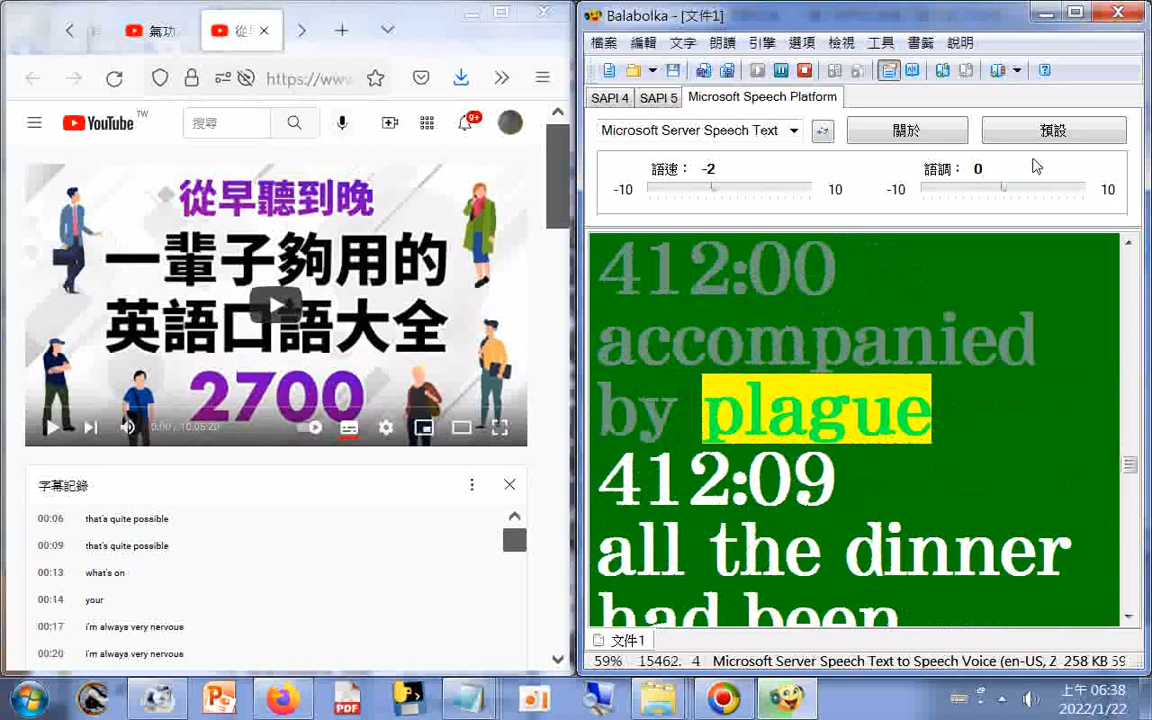 從
氣功
https://www
YouTube TW
搜尋
9+
從早聽到晚
一輩子夠用的
英語口語大全
2700
0:00 / 10:05:20
字幕記錄
00:06 that's quite possible
00:09 that's quite possible
00:13 what's on
00:14 your
00:17 i'm always very nervous
00:20 i'm always very nervous
Balabolka - [文件1]
檔案 編輯 文字 朗讀 引擎 選項 檢視 工具 書籤 說明
SAPI 4 SAPI 5 Microsoft Speech Platform
Microsoft Server Speech Text 關於 預設
語速： -2 語調： 0
-10 10 -10 10
412:00
accompanied
by plague
412:09
all the dinner
had been
文件1
59% 15462. 4 Microsoft Server Speech Text to Speech Voice (en-US, Z 258 KB 59
PDF
上午 06:38
2022/1/22